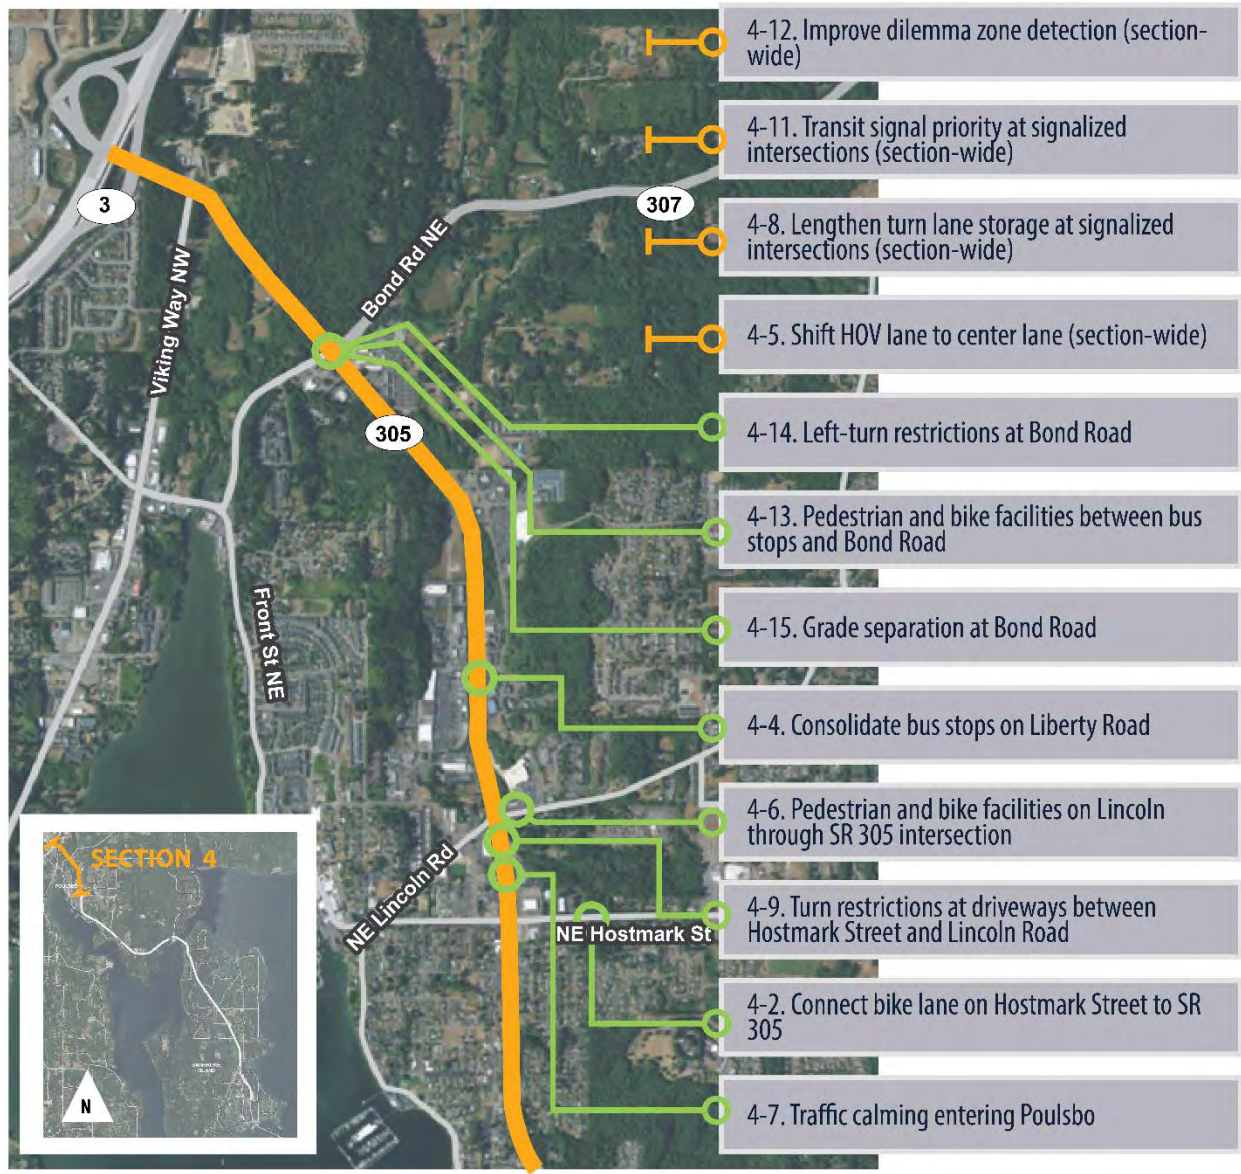 4-12. Improve dilemma zone detection (section-
wide)
4-11. Transit signal priority at signalized
intersections (section-wide)
4-8. Lengthen turn lane storage at signalized
intersections (section-wide)
4-5. Shift HOV lane to center lane (section-wide)
4-14. Left-turn restrictions at Bond Road
4-13. Pedestrian and bike facilities between bus
stops and Bond Road
4-15. Grade separation at Bond Road
4-4. Consolidate bus stops on Liberty Road
4-6. Pedestrian and bike facilities on Lincoln
through SR 305 intersection
4-9. Turn restrictions at driveways between
Hostmark Street and Lincoln Road
4-2. Connect bike lane on Hostmark Street to SR
305
4-7. Traffic calming entering Poulsbo
3
307
Bond Rd NE
Viking Way NW
305
Front St NE
NE Lincoln Rd
NE Hostmark St
SECTION 4
POULSBO
BAINBRIDGE
ISLAND
N